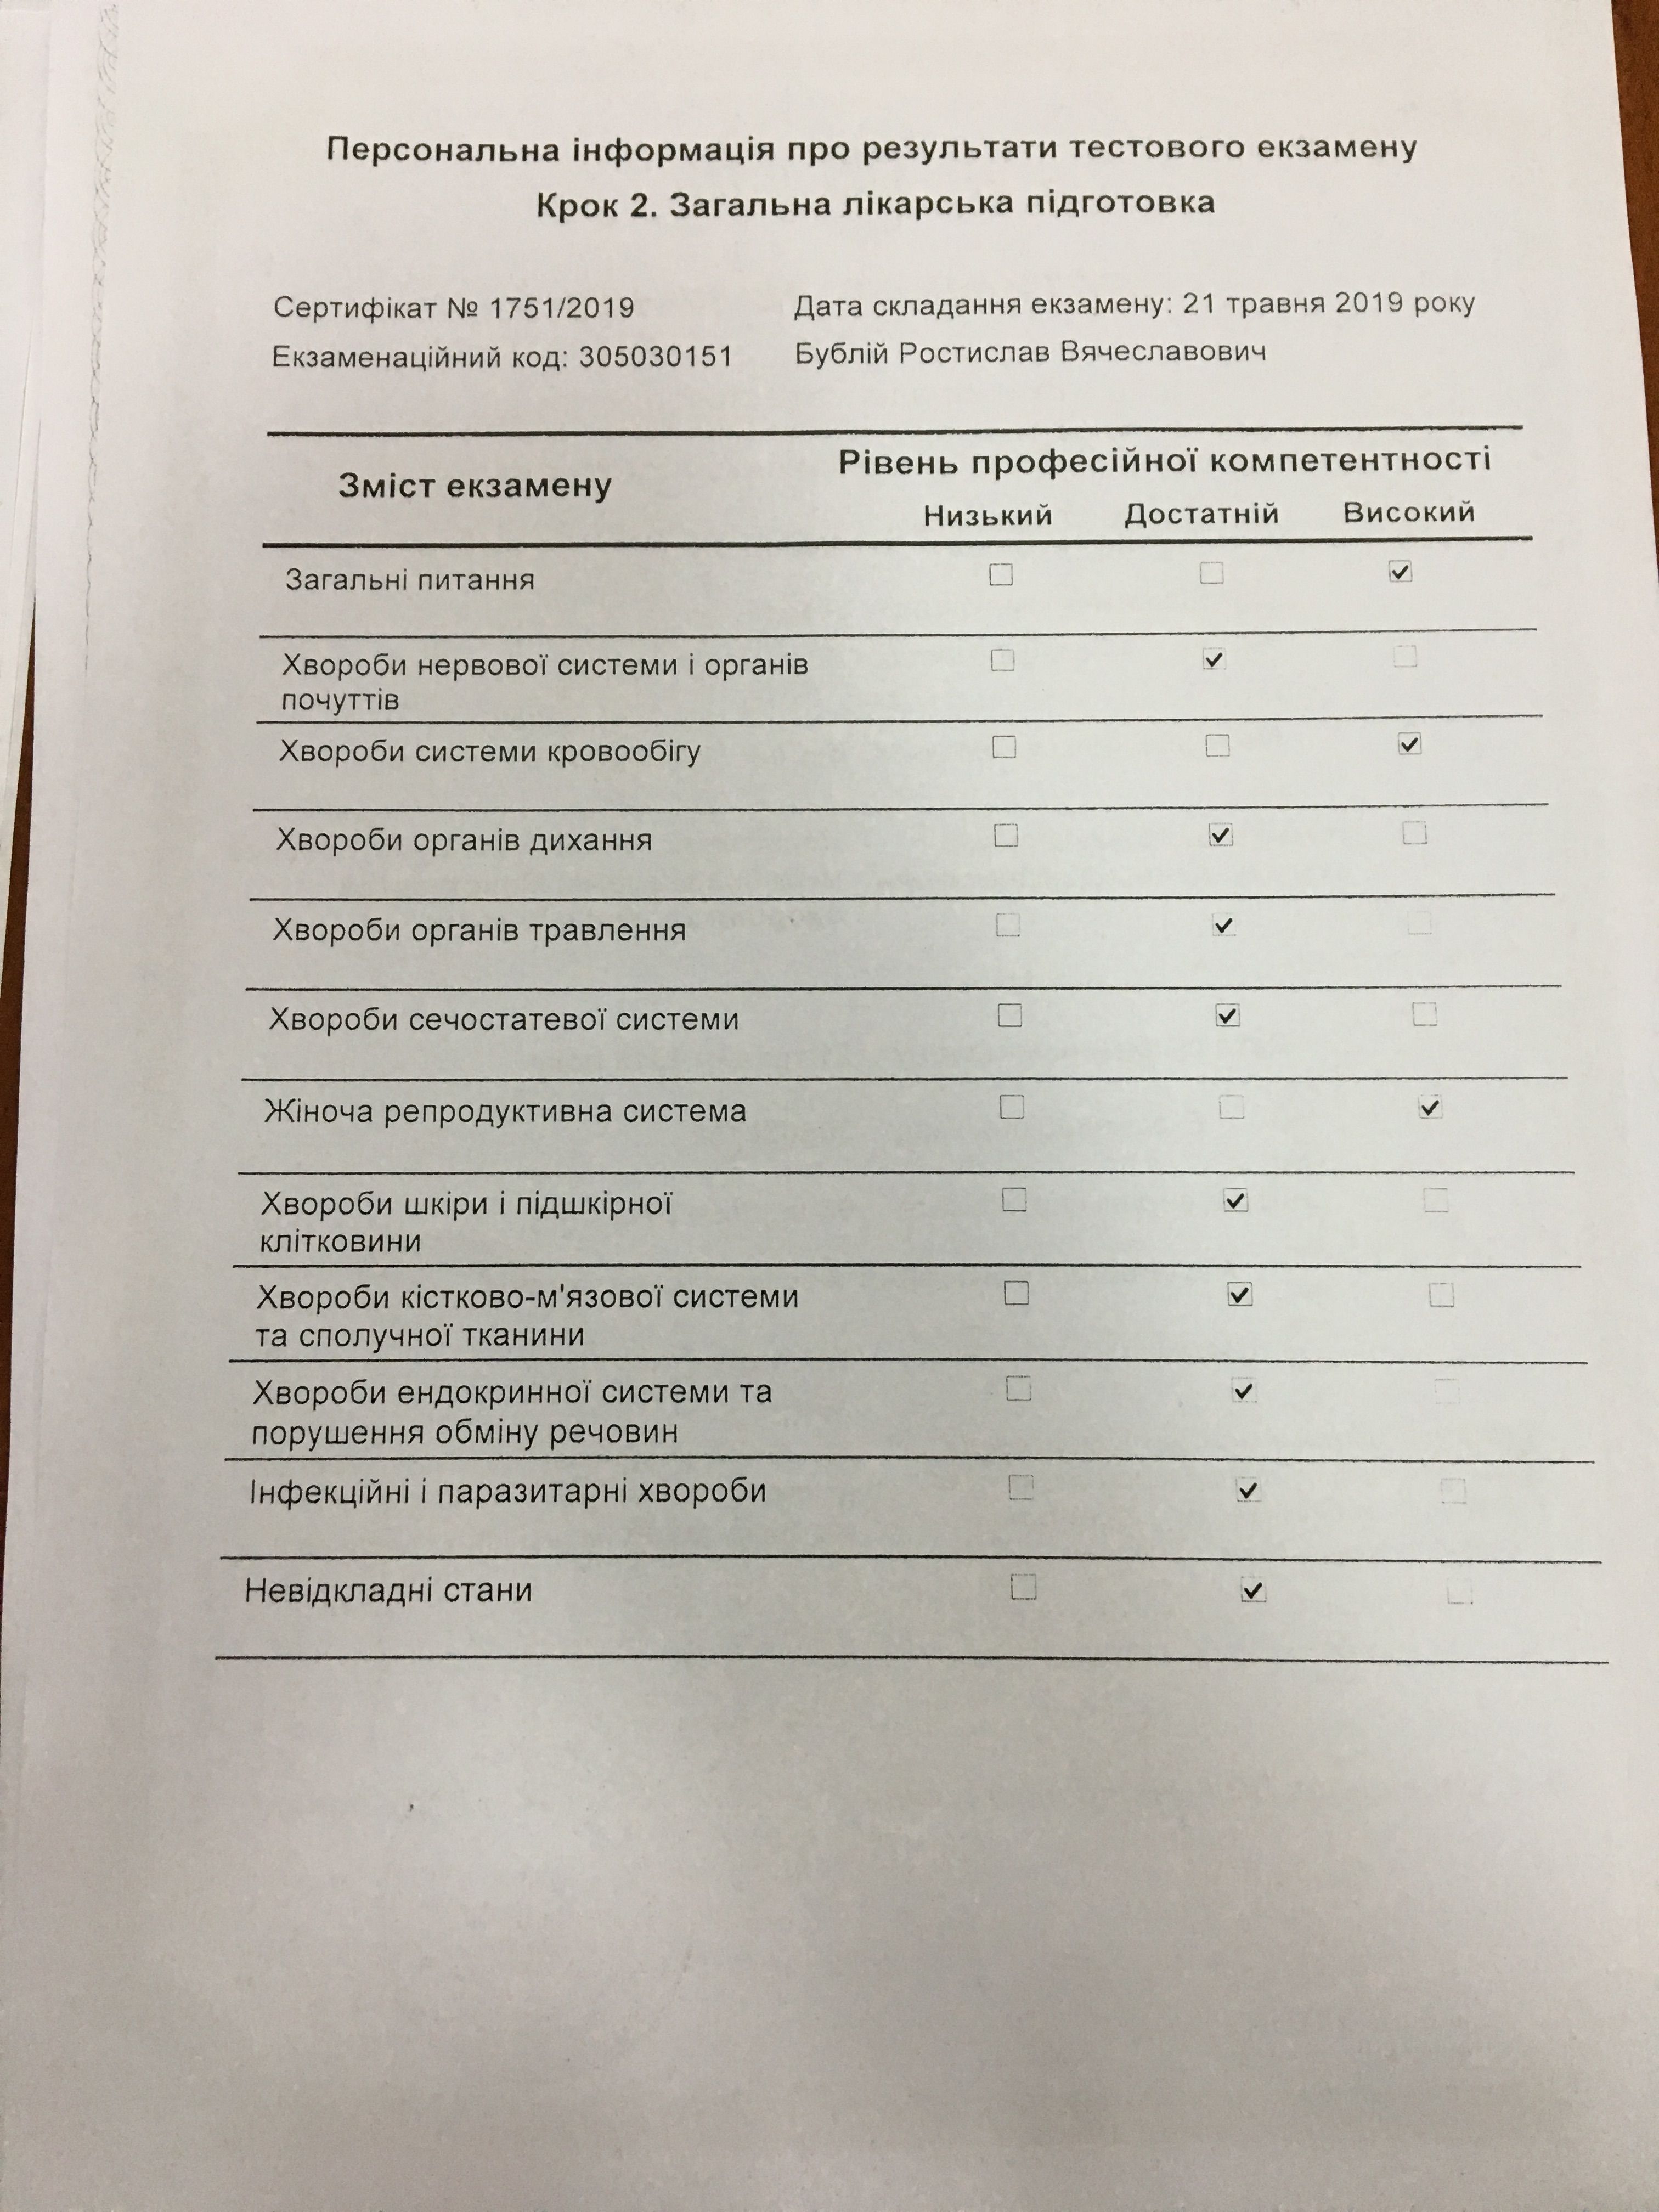 Персональна інформація про результати тестового екзамену
Крок 2. Загальна лікарська підготовка
Сертифікат № 1751/2019 Дата складання екзамену: 21 травня 2019 року
Екзаменаційний код: 305030151 Бублій Ростислав Вячеславович
Зміст екзамену Рівень професійної компетентності
Низький Достатній Високий
Загальні питання ☐ ☐ ☑
Хвороби нервової системи і органів ☐ ☑ ☐
почуттів
Хвороби системи кровообігу ☐ ☐ ☑
Хвороби органів дихання ☐ ☑ ☐
Хвороби органів травлення ☐ ☑ ☐
Хвороби сечостатевої системи ☐ ☑ ☐
Жіноча репродуктивна система ☐ ☐ ☑
Хвороби шкіри і підшкірної ☐ ☑ ☐
клітковини
Хвороби кістково-м'язової системи ☐ ☑ ☐
та сполучної тканини
Хвороби ендокринної системи та ☐ ☑ ☐
порушення обміну речовин
Інфекційні і паразитарні хвороби ☐ ☑ ☐
Невідкладні стани ☐ ☑ ☐